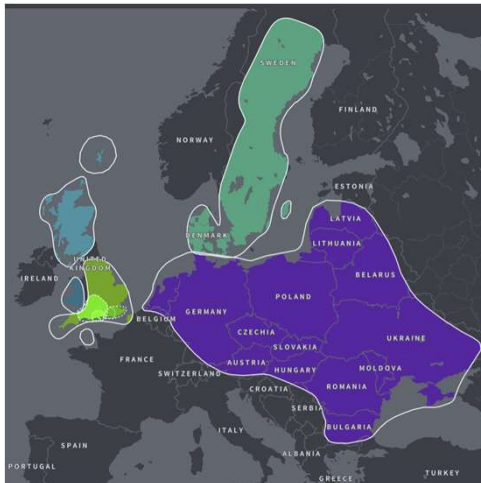 SWEDEN
FINLAND
NORWAY
ESTONIA
LATVIA
DENMARK
LITHUANIA
UNITED
KINGDOM
IRELAND
BELARUS
POLAND
GERMANY
BELGIUM
CZECHIA
UKRAINE
SLOVAKIA
FRANCE
AUSTRIA
MOLDOVA
HUNGARY
SWITZERLAND
ROMANIA
CROATIA
SERBIA
BULGARIA
ITALY
SPAIN
ALBANIA
PORTUGAL
TURKEY
GREECE